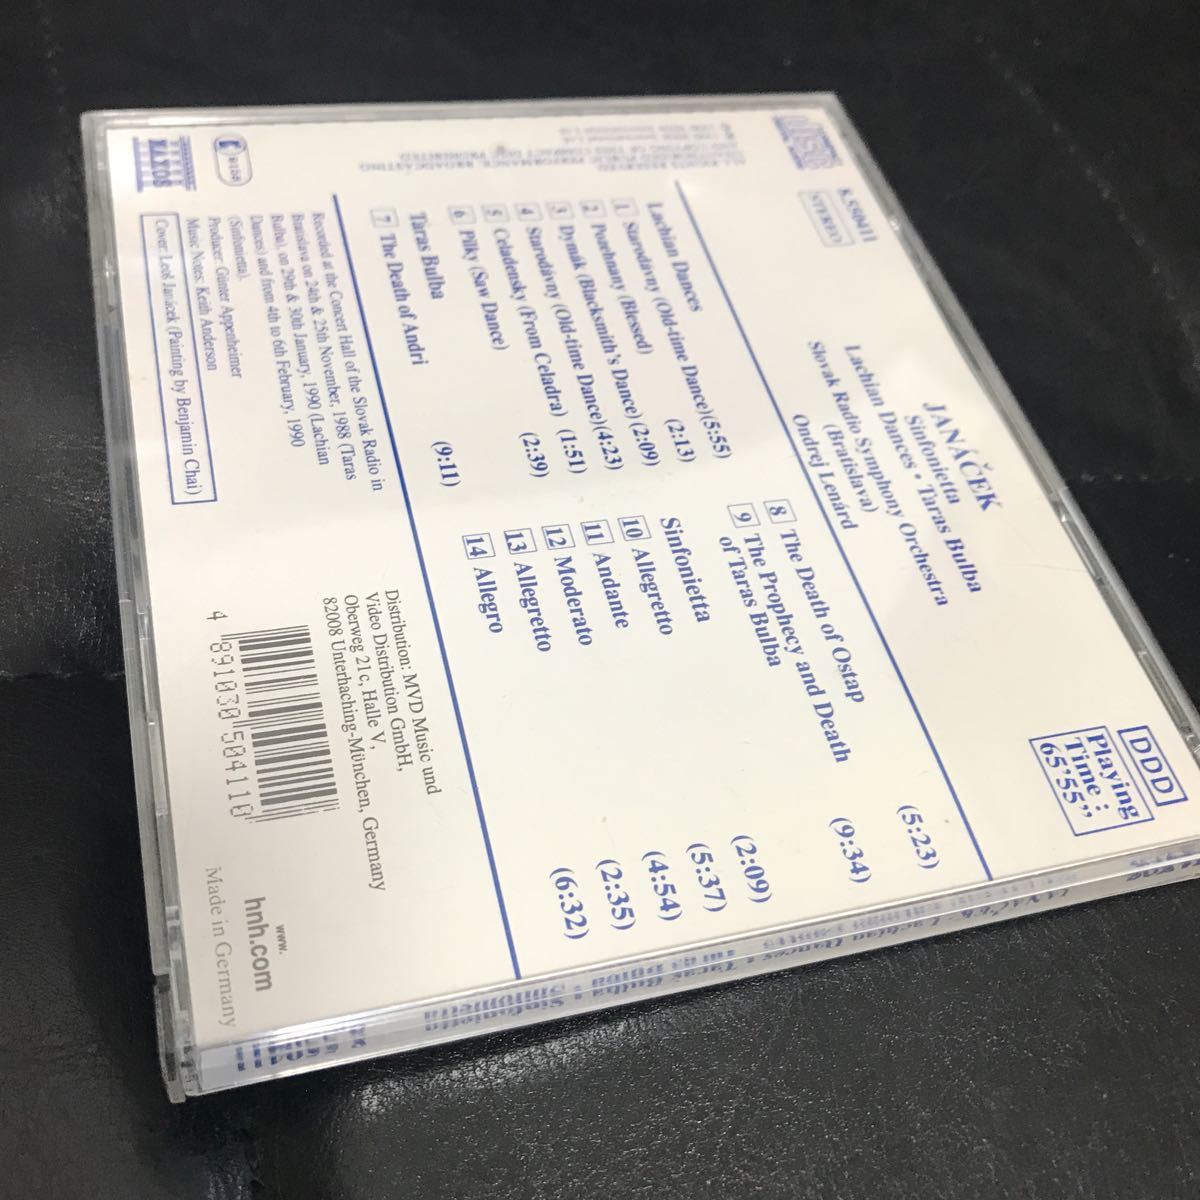 8.550411
STEREO
JANÁČEK
Sinfonietta
Lachian Dances • Taras Bulba
Slovak Radio Symphony Orchestra
(Bratislava)
Ondrej Lenárd
DDD
Playing
Time :
65'55"
Lachian Dances
1 Starodávny (Old-time Dance) (5:55)
2 Pozehnany (Blessed) (2:13)
3 Dymák (Blacksmith's Dance) (2:09)
4 Starodávny (Old-time Dance) (4:23)
5 Celadensky (From Celadra) (1:51)
6 Pilky (Saw Dance) (2:39)
Taras Bulba
7 The Death of Andri (9:11)
8 The Death of Ostap (5:23)
9 The Prophecy and Death
of Taras Bulba (9:34)
Sinfonietta
10 Allegretto (2:09)
11 Andante (5:37)
12 Moderato (4:54)
13 Allegretto (2:35)
14 Allegro (6:32)
Recorded at the Concert Hall of the Slovak Radio in
Bratislava on 24th & 25th November, 1988 (Taras
Bulba), on 29th & 30th January, 1990 (Lachian
Dances) and from 4th to 6th February, 1990
(Sinfonietta).
Producer: Günter Appenheimer
Music Notes: Keith Anderson
Cover: Leoš Janácek (Painting by Benjamin Chai)
Distribution: MVD Music und
Video Distribution GmbH,
Oberweg 21 c, Halle V,
82008 Unterhaching-München, Germany
4 891030 504110
www.
hnh.com
Made in Germany
NAXOS